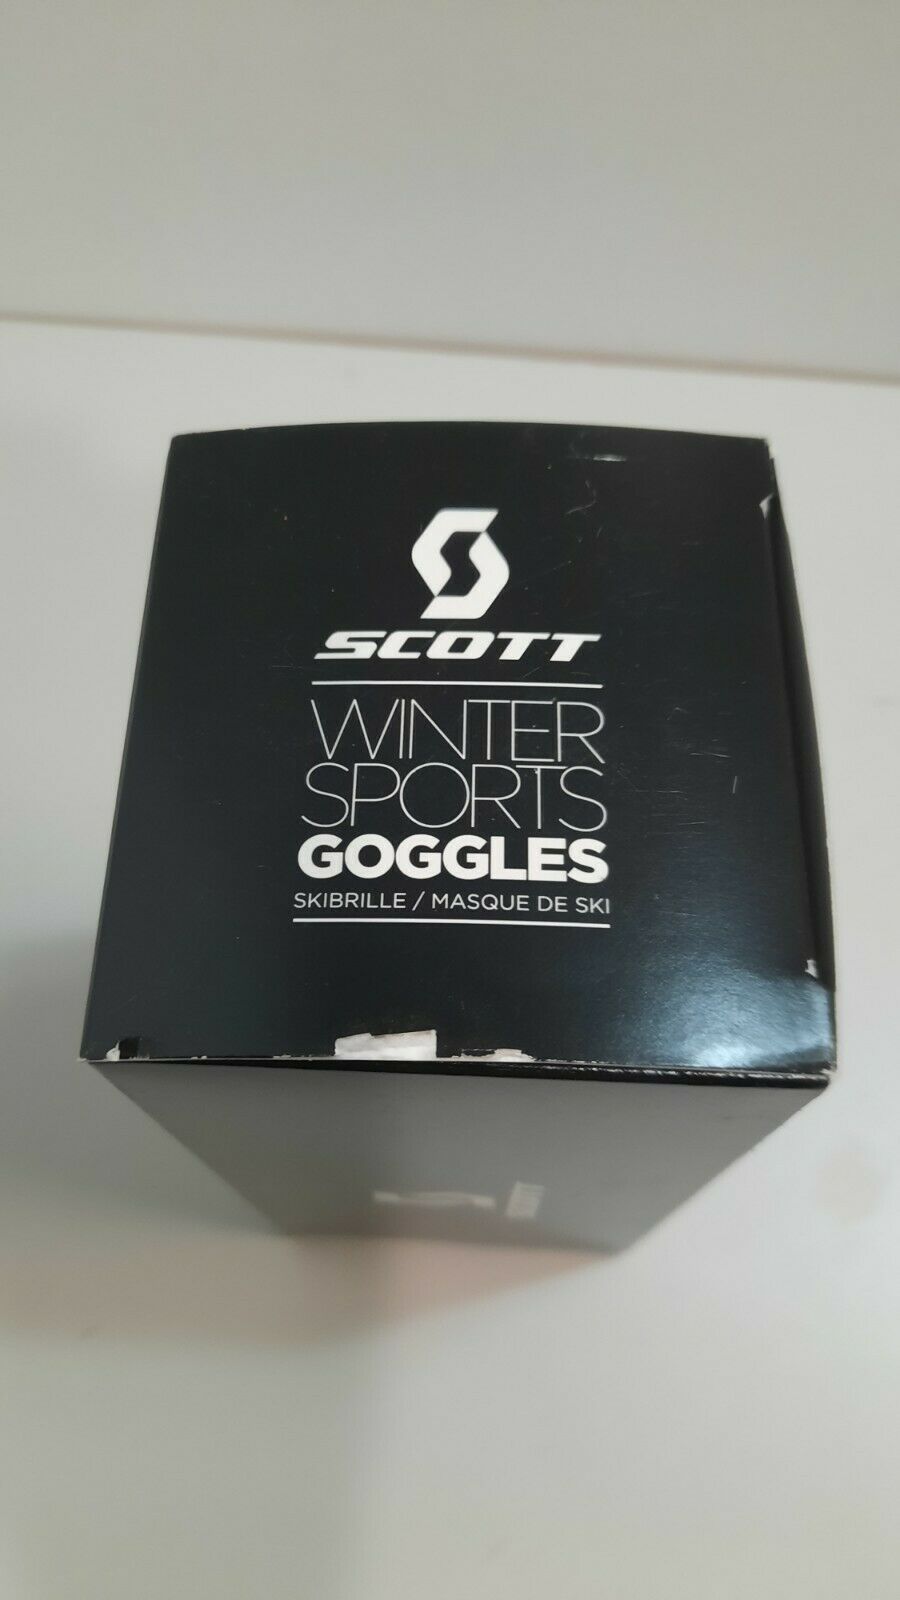 SCOTT
WINTER
SPORTS
GOGGLES
SKIBRILLE / MASQUE DE SKI